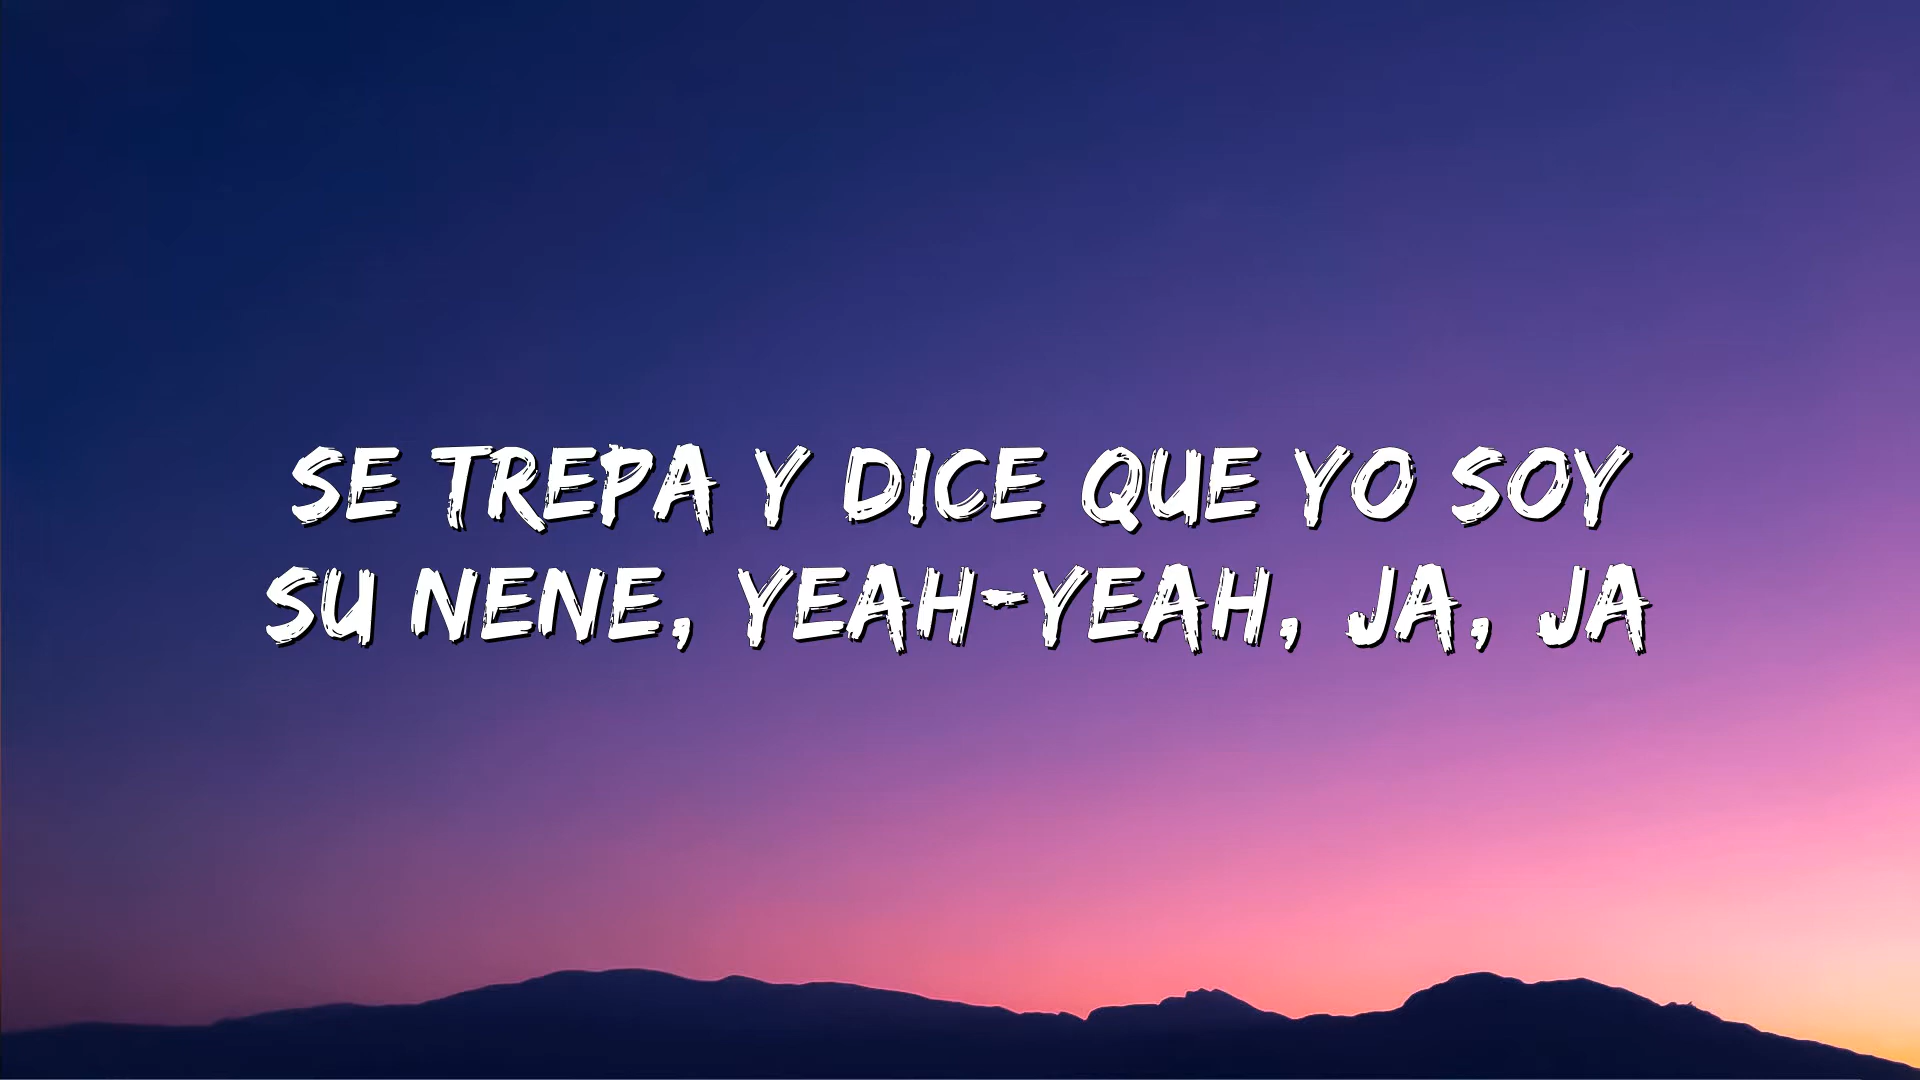 SE TREPA Y DICE QUE YO SOY
SU NENE, YEAH-YEAH, JA, JA